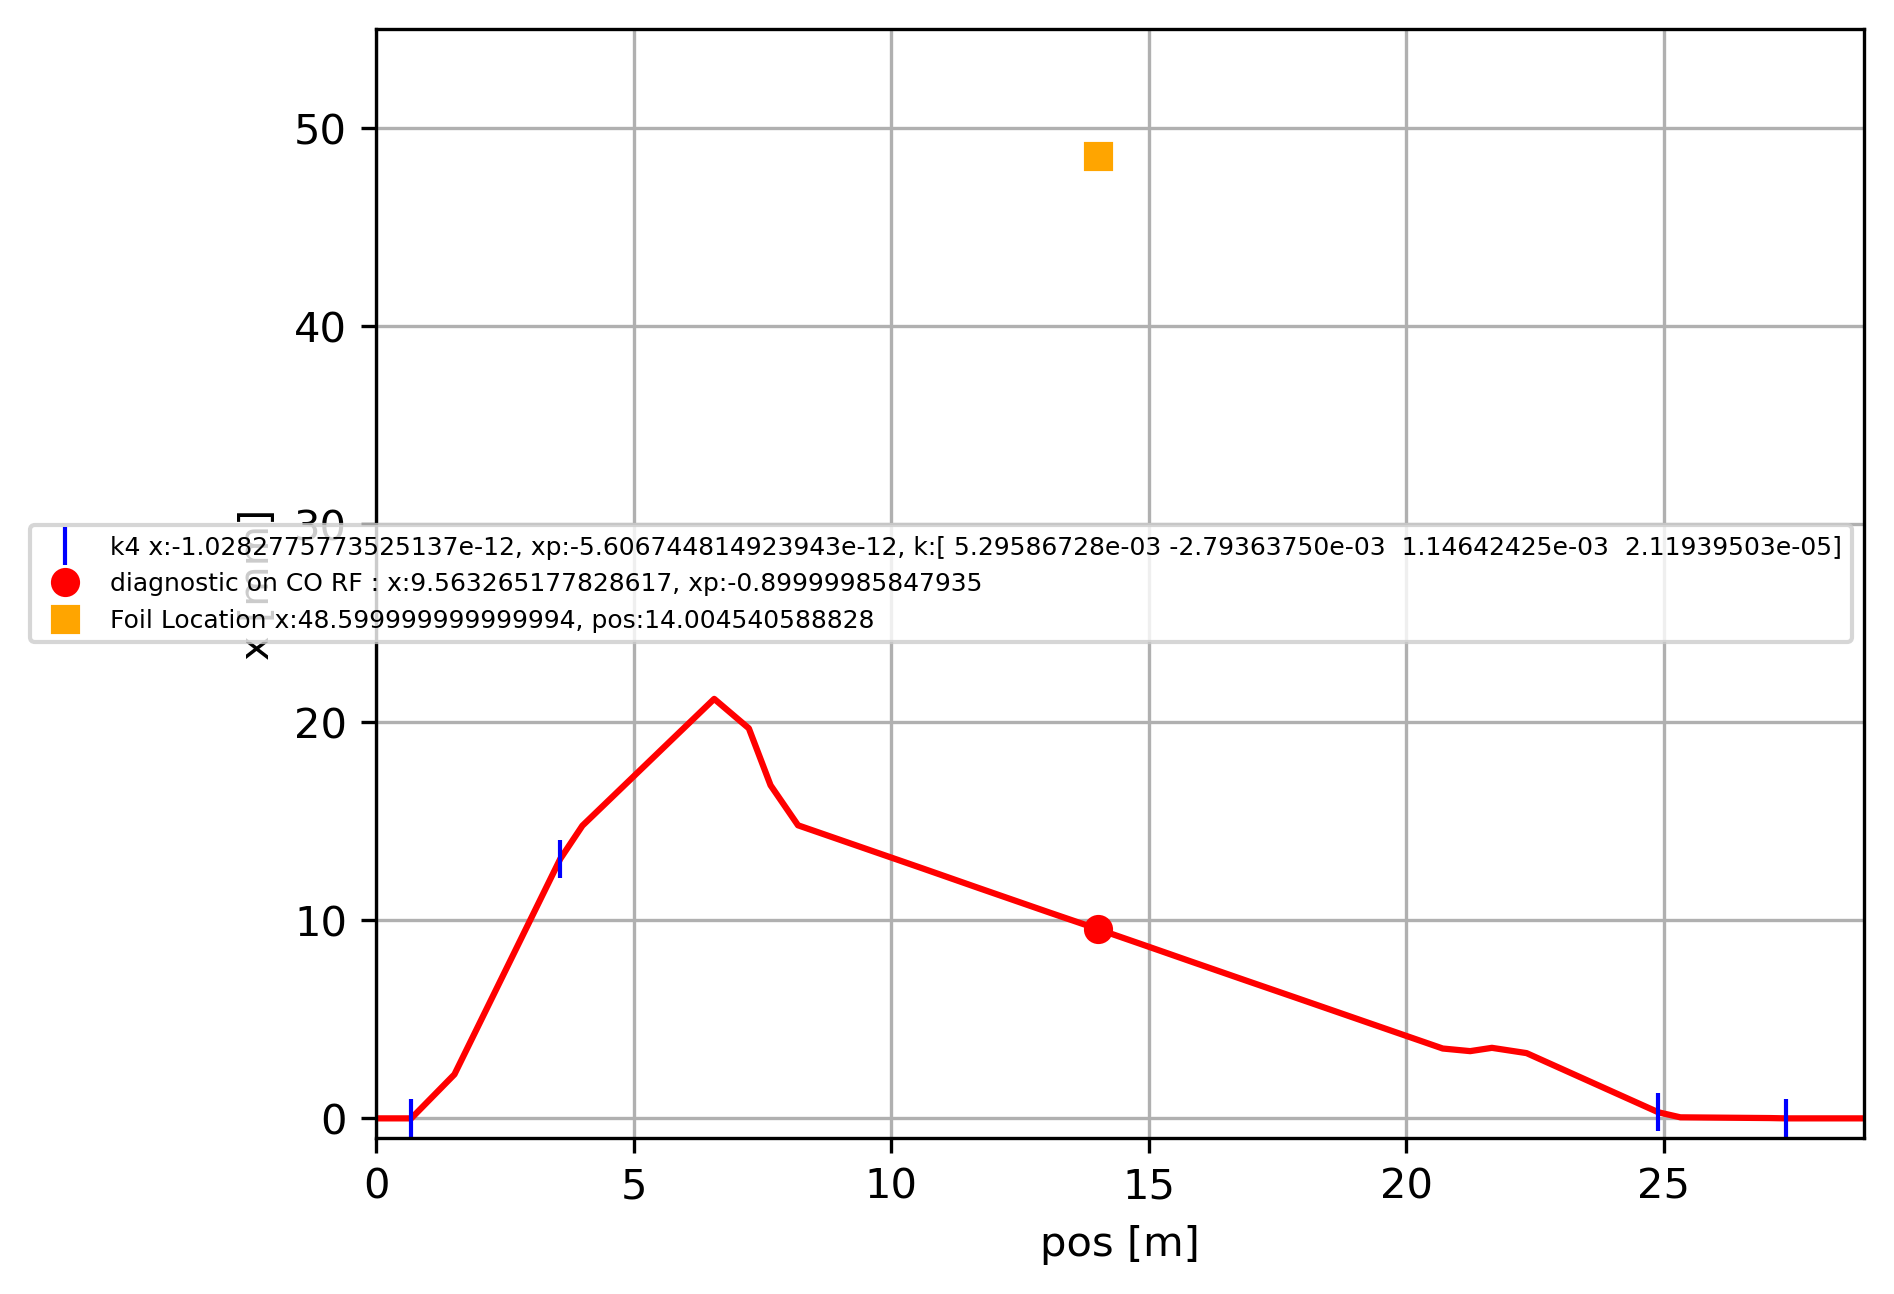 50
40
30
k4 x:-1.0282775773525137e-12, xp:-5.606744814923943e-12, k:[ 5.29586728e-03 -2.79363750e-03  1.14642425e-03  2.11939503e-05]
diagnostic on CO RF : x:9.563265177828617, xp:-0.89999985847935
Foil Location x:48.599999999999994, pos:14.004540588828
x [mm]
20
10
0
0 5 10 15 20 25
pos [m]